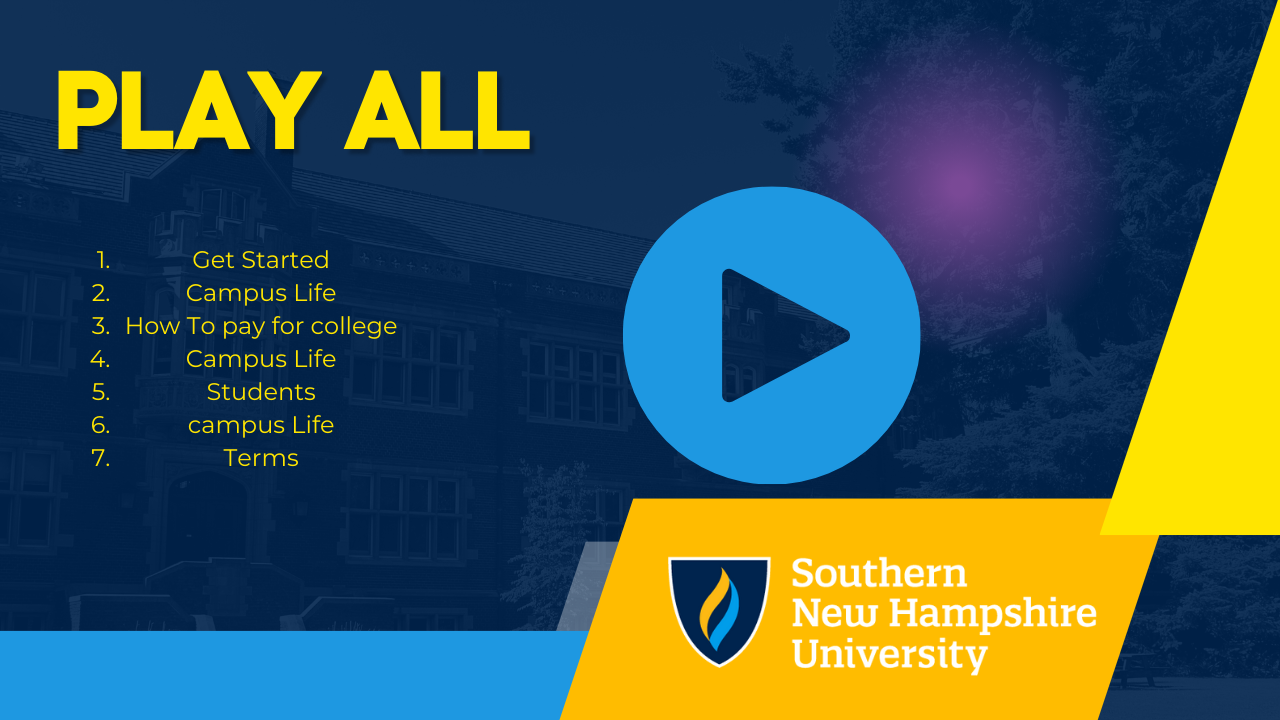 PLAY ALL
1. Get Started
2. Campus Life
3. How To pay for college
4. Campus Life
5. Students
6. campus Life
7. Terms
Southern
New Hampshire
University